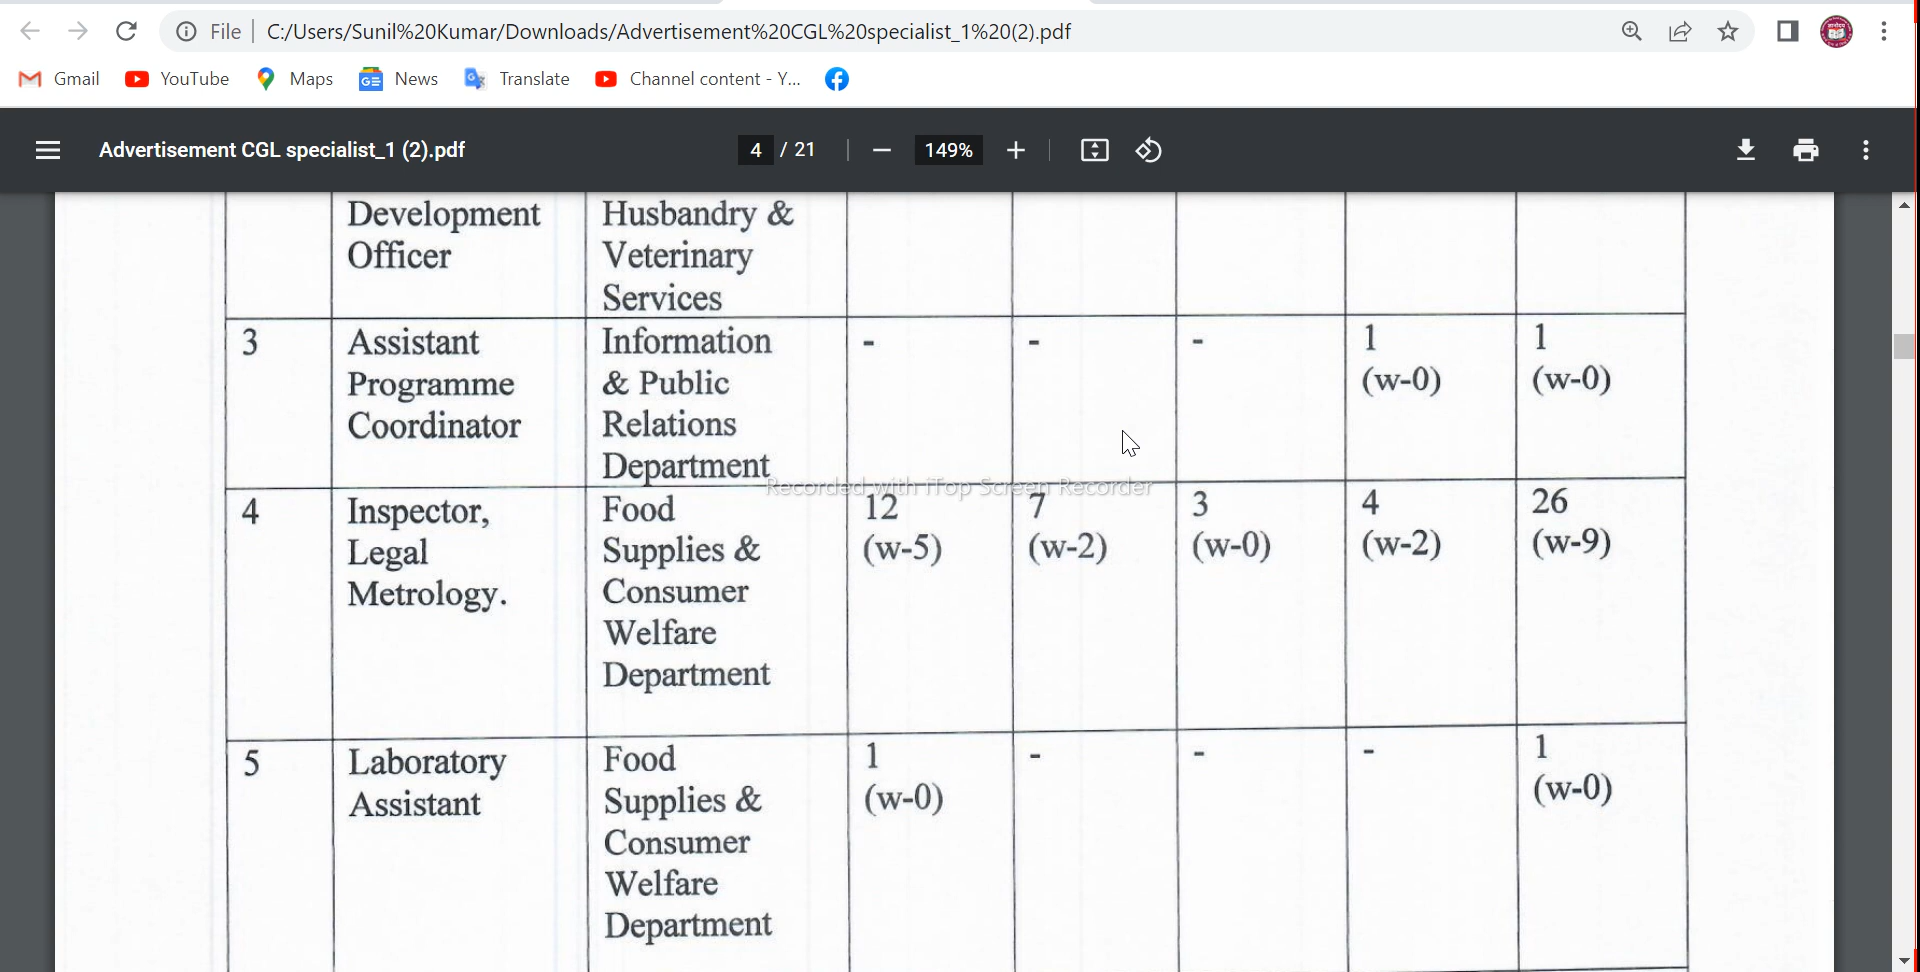 File C:/Users/Sunil%20Kumar/Downloads/Advertisement%20CGL%20specialist_1%20(2).pdf
Gmail YouTube Maps News Translate Channel content - Y...
Advertisement CGL specialist_1 (2).pdf 4 / 21 149%
Development
Officer
Husbandry &
Veterinary
Services
3
Assistant
Programme
Coordinator
Information
& Public
Relations
Department
-
-
-
1
(w-0)
1
(w-0)
Recorded with iTop Screen Recorder
4
Inspector,
Legal
Metrology.
Food
Supplies &
Consumer
Welfare
Department
12
(w-5)
7
(w-2)
3
(w-0)
4
(w-2)
26
(w-9)
5
Laboratory
Assistant
Food
Supplies &
Consumer
Welfare
Department
1
(w-0)
-
-
-
1
(w-0)